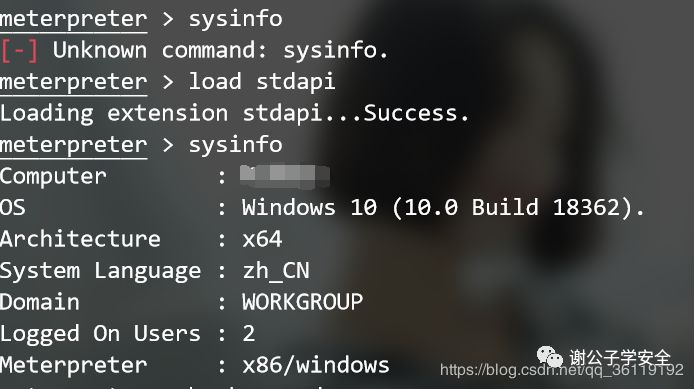 meterpreter > sysinfo
[-] Unknown command: sysinfo.
meterpreter > load stdapi
Loading extension stdapi...Success.
meterpreter > sysinfo
Computer :
OS : Windows 10 (10.0 Build 18362).
Architecture : x64
System Language : zh_CN
Domain : WORKGROUP
Logged On Users : 2
Meterpreter : x86/windows
谢公子学安全
https://blog.csdn.net/qq_36119192